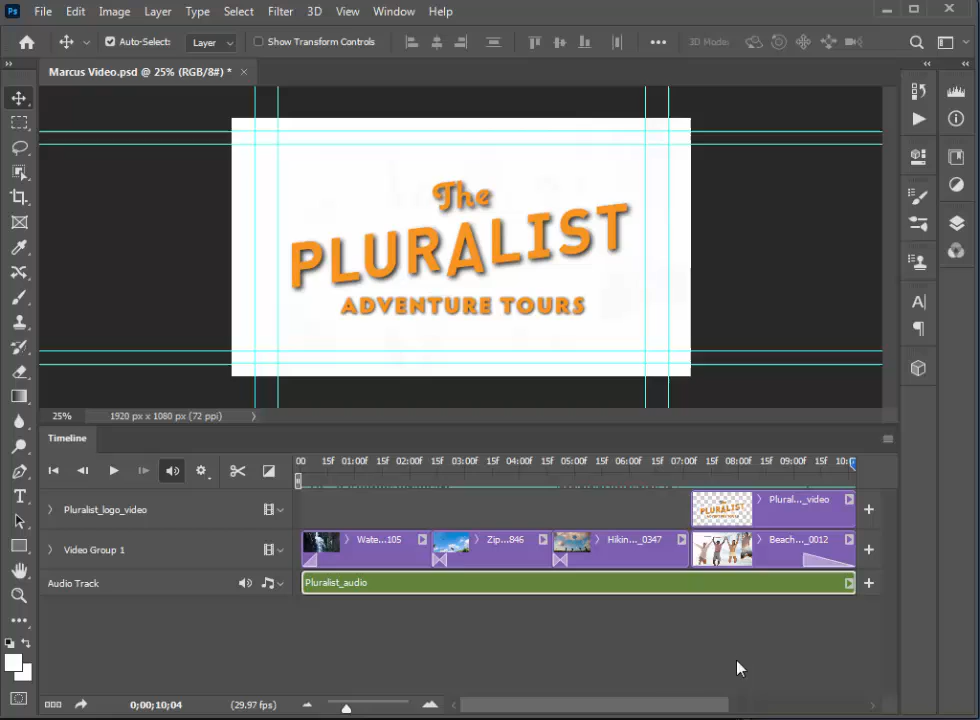 Ps File Edit Image Layer Type Select Filter 3D View Window Help
Auto-Select: Layer Show Transform Controls 3D Mode:
Marcus Video.psd @ 25% (RGB/8#) *
The
PLURALIST
ADVENTURE TOURS
25% 1920 px x 1080 px (72 ppi)
Timeline
00 15f 01:00f 15f 02:00f 15f 03:00f 15f 04:00f 15f 05:00f 15f 06:00f 15f 07:00f 15f 08:00f 15f 09:00f 15f
Pluralist_logo_video Plural..._video
Video Group 1 Wate...105 Zip...846 Hikin..._0347 Beach..._0012
Audio Track Pluralist_audio
0;00;10;04 (29.97 fps)